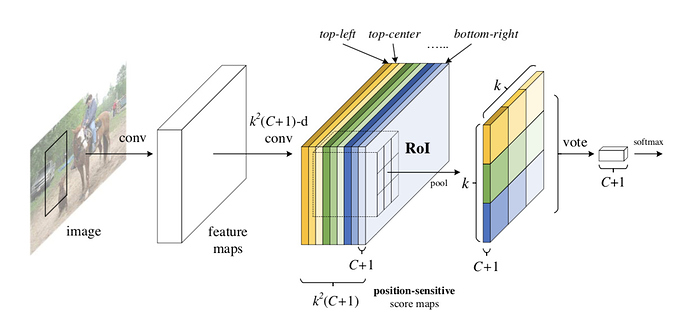 top-left
top-center
......
bottom-right
conv
k²(C+1)-d
conv
RoI
pool
k
k
vote
softmax
C+1
image
feature
maps
C+1
C+1
k²(C+1)
position-sensitive
score maps